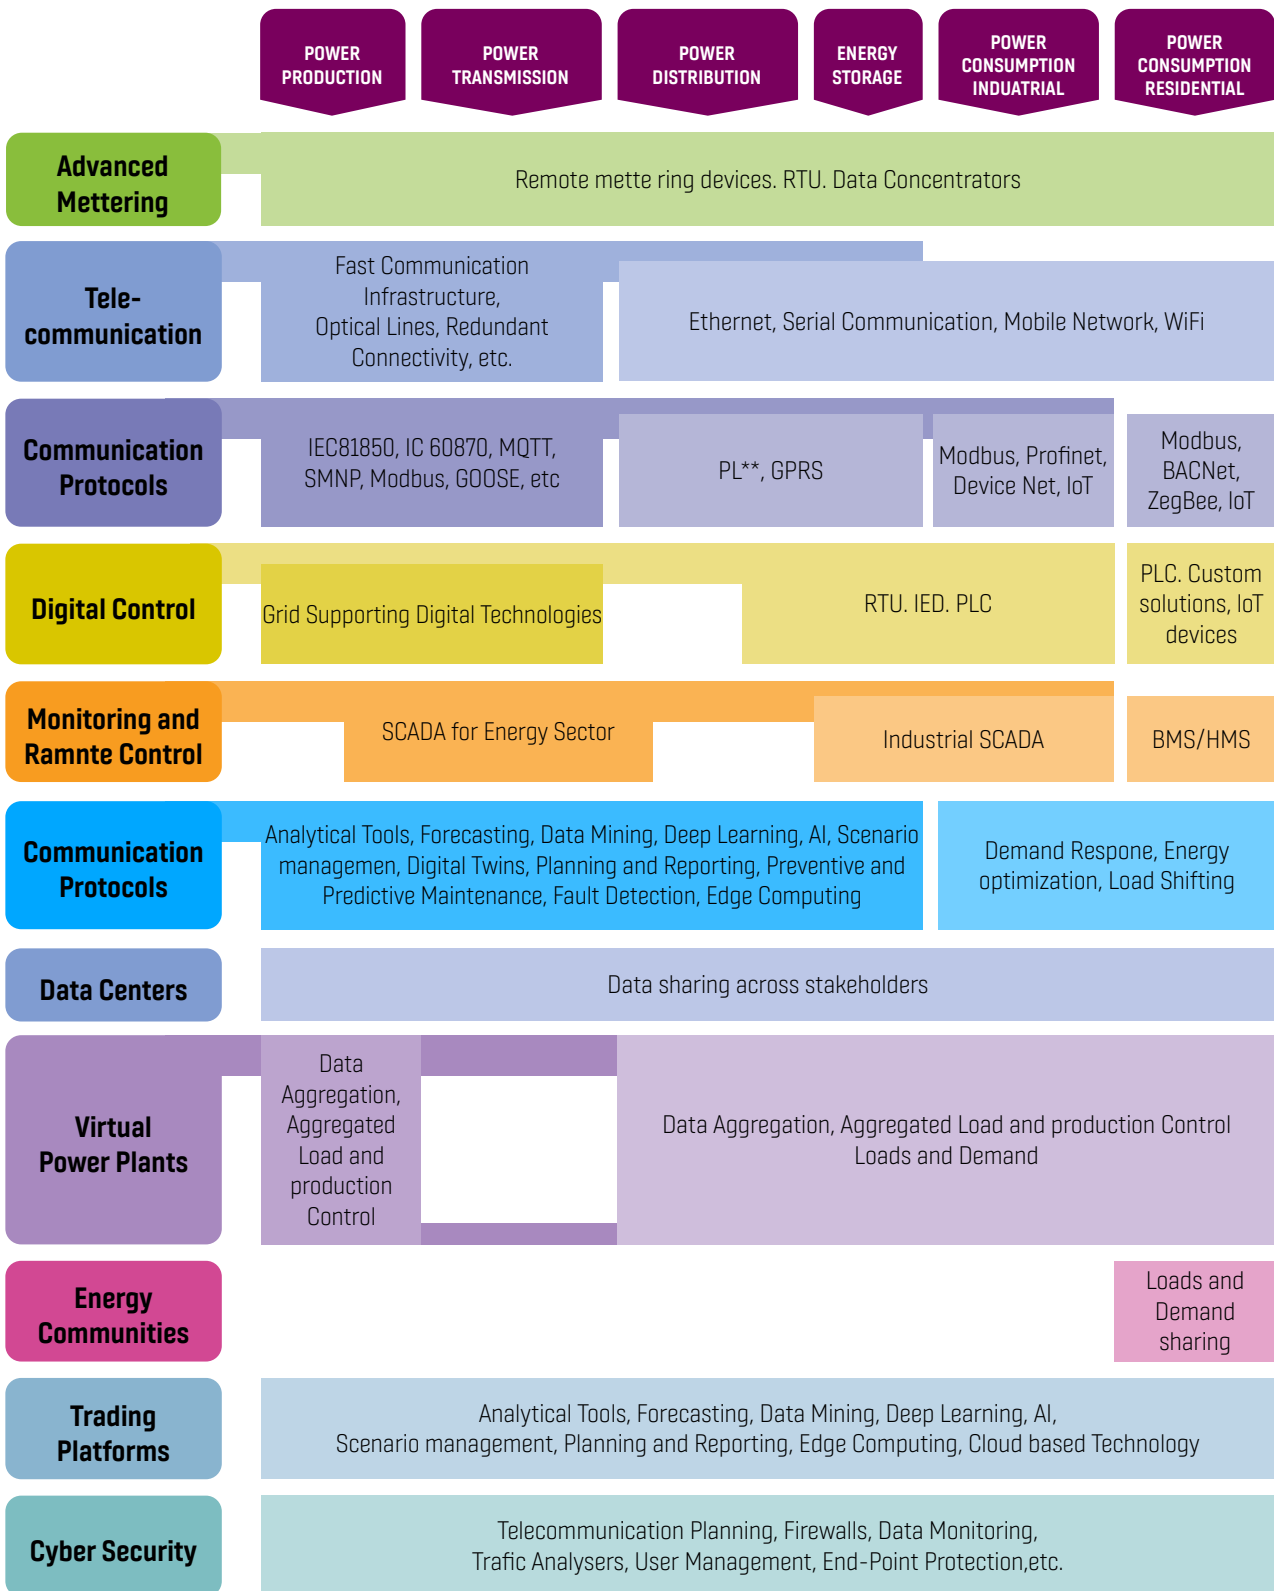 POWER
PRODUCTION
POWER
TRANSMISSION
POWER
DISTRIBUTION
ENERGY
STORAGE
POWER
CONSUMPTION
INDUATRIAL
POWER
CONSUMPTION
RESIDENTIAL
Advanced
Mettering
Remote mette ring devices. RTU. Data Concentrators
Tele-
communication
Fast Communication
Infrastructure,
Optical Lines, Redundant
Connectivity, etc.
Ethernet, Serial Communication, Mobile Network, WiFi
Communication
Protocols
IEC81850, IC 60870, MQTT,
SMNP, Modbus, GOOSE, etc
PL**, GPRS
Modbus, Profinet,
Device Net, IoT
Modbus,
BACNet,
ZegBee, IoT
Digital Control
Grid Supporting Digital Technologies
RTU. IED. PLC
PLC. Custom
solutions, IoT
devices
Monitoring and
Ramnte Control
SCADA for Energy Sector
Industrial SCADA
BMS/HMS
Communication
Protocols
Analytical Tools, Forecasting, Data Mining, Deep Learning, AI, Scenario
managemen, Digital Twins, Planning and Reporting, Preventive and
Predictive Maintenance, Fault Detection, Edge Computing
Demand Respone, Energy
optimization, Load Shifting
Data Centers
Data sharing across stakeholders
Virtual
Power Plants
Data
Aggregation,
Aggregated
Load and
production
Control
Data Aggregation, Aggregated Load and production Control
Loads and Demand
Energy
Communities
Loads and
Demand
sharing
Trading
Platforms
Analytical Tools, Forecasting, Data Mining, Deep Learning, AI,
Scenario management, Planning and Reporting, Edge Computing, Cloud based Technology
Cyber Security
Telecommunication Planning, Firewalls, Data Monitoring,
Trafic Analysers, User Management, End-Point Protection,etc.